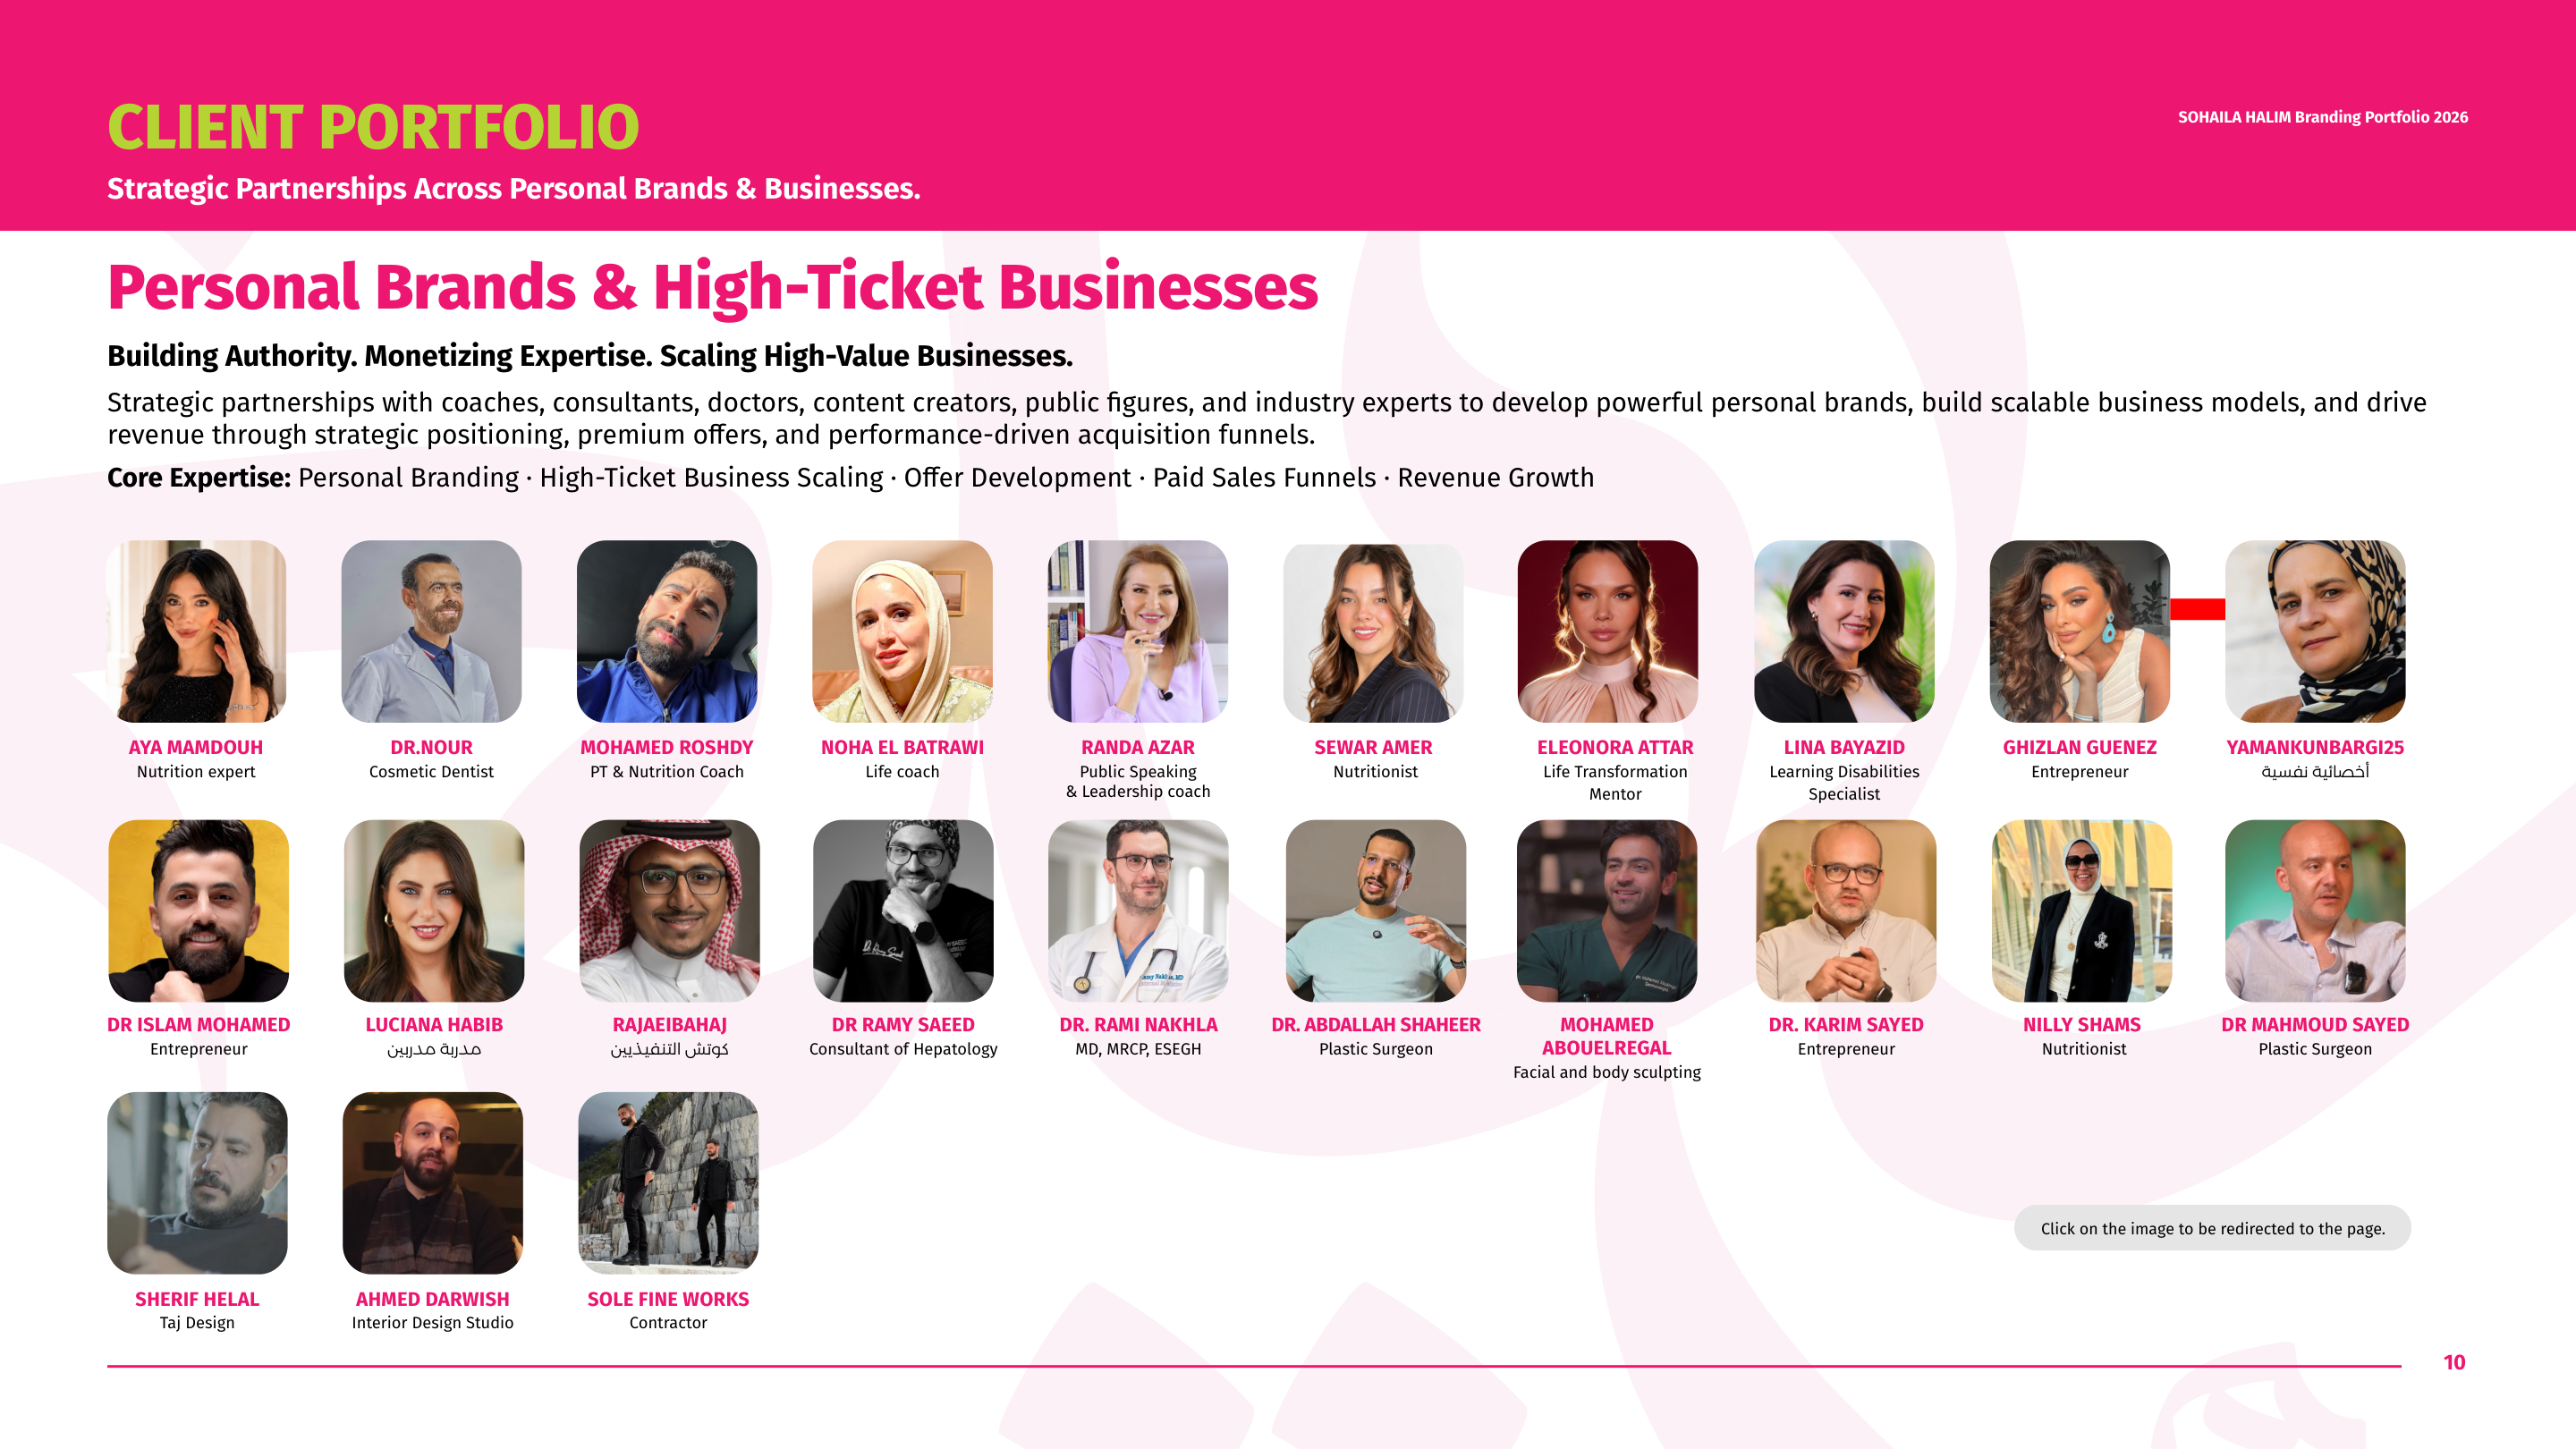 CLIENT PORTFOLIO
SOHAILA HALIM Branding Portfolio 2026
Strategic Partnerships Across Personal Brands & Businesses.
Personal Brands & High-Ticket Businesses
Building Authority. Monetizing Expertise. Scaling High-Value Businesses.
Strategic partnerships with coaches, consultants, doctors, content creators, public figures, and industry experts to develop powerful personal brands, build scalable business models, and drive
revenue through strategic positioning, premium offers, and performance-driven acquisition funnels.
Core Expertise: Personal Branding · High-Ticket Business Scaling · Offer Development · Paid Sales Funnels · Revenue Growth
AYA MAMDOUH
Nutrition expert
DR.NOUR
Cosmetic Dentist
MOHAMED ROSHDY
PT & Nutrition Coach
NOHA EL BATRAWI
Life coach
RANDA AZAR
Public Speaking
& Leadership coach
SEWAR AMER
Nutritionist
ELEONORA ATTAR
Life Transformation
Mentor
LINA BAYAZID
Learning Disabilities
Specialist
GHIZLAN GUENEZ
Entrepreneur
YAMANKUNBARGI25
أخصائية نفسية
DR ISLAM MOHAMED
Entrepreneur
LUCIANA HABIB
مدربة مدربين
RAJAEIBAHAJ
كوتش التنفيذيين
DR RAMY SAEED
Consultant of Hepatology
DR. RAMI NAKHLA
MD, MRCP, ESEGH
DR. ABDALLAH SHAHEER
Plastic Surgeon
MOHAMED
ABOUELREGAL
Facial and body sculpting
DR. KARIM SAYED
Entrepreneur
NILLY SHAMS
Nutritionist
DR MAHMOUD SAYED
Plastic Surgeon
SHERIF HELAL
Taj Design
AHMED DARWISH
Interior Design Studio
SOLE FINE WORKS
Contractor
Click on the image to be redirected to the page.
10